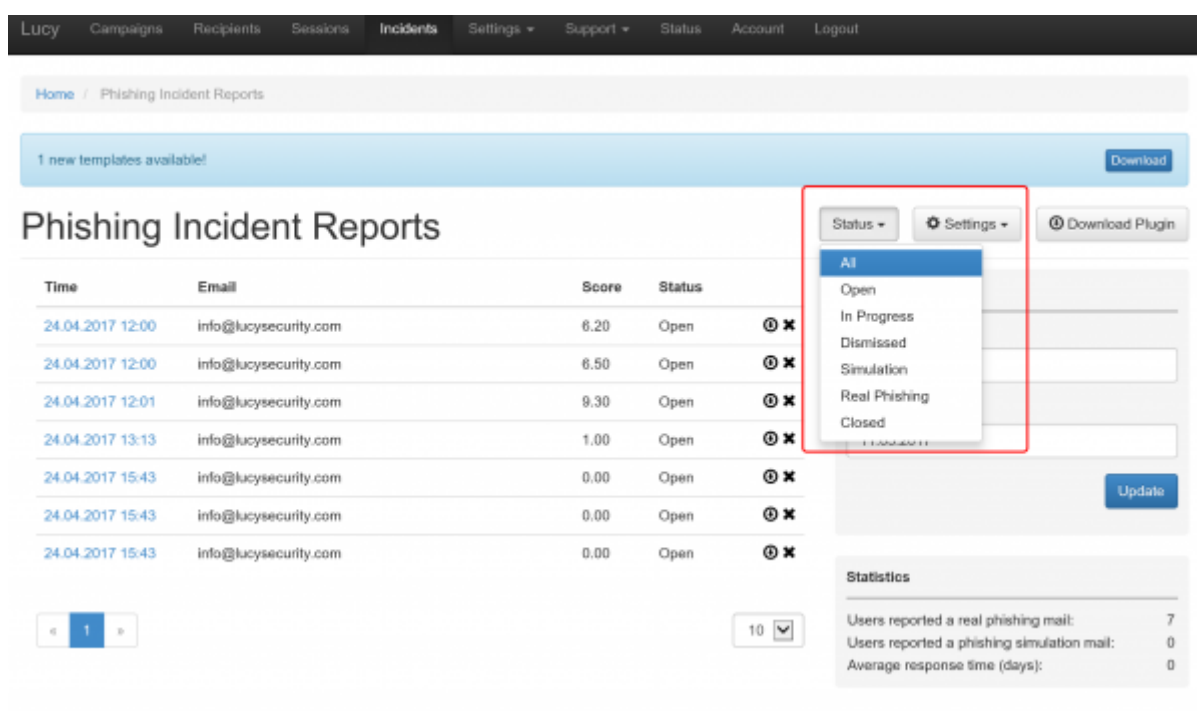 Lucy Campaigns Recipients Sessions Incidents Settings Support Status Account Logout
Home / Phishing Incident Reports
1 new templates available! Download
Phishing Incident Reports
Status Settings Download Plugin
All
Open
In Progress
Dismissed
Simulation
Real Phishing
Closed
Time Email Score Status
24.04.2017 12:00 info@lucysecurity.com 6.20 Open
24.04.2017 12:00 info@lucysecurity.com 6.50 Open
24.04.2017 12:01 info@lucysecurity.com 9.30 Open
24.04.2017 13:13 info@lucysecurity.com 1.00 Open
24.04.2017 15:43 info@lucysecurity.com 0.00 Open
24.04.2017 15:43 info@lucysecurity.com 0.00 Open
24.04.2017 15:43 info@lucysecurity.com 0.00 Open
« 1 »
10
Update
Statistics
Users reported a real phishing mail: 7
Users reported a phishing simulation mail: 0
Average response time (days): 0